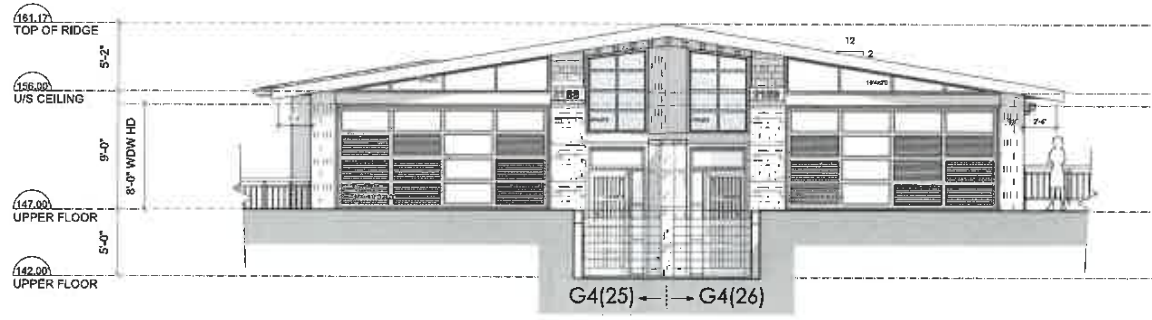 161.17
TOP OF RIDGE
5'-2"
12
2
156.00
U/S CEILING
9'-0"
8'-0" WDW HD
147.00
UPPER FLOOR
5'-0"
142.00
UPPER FLOOR
G4(25) G4(26)